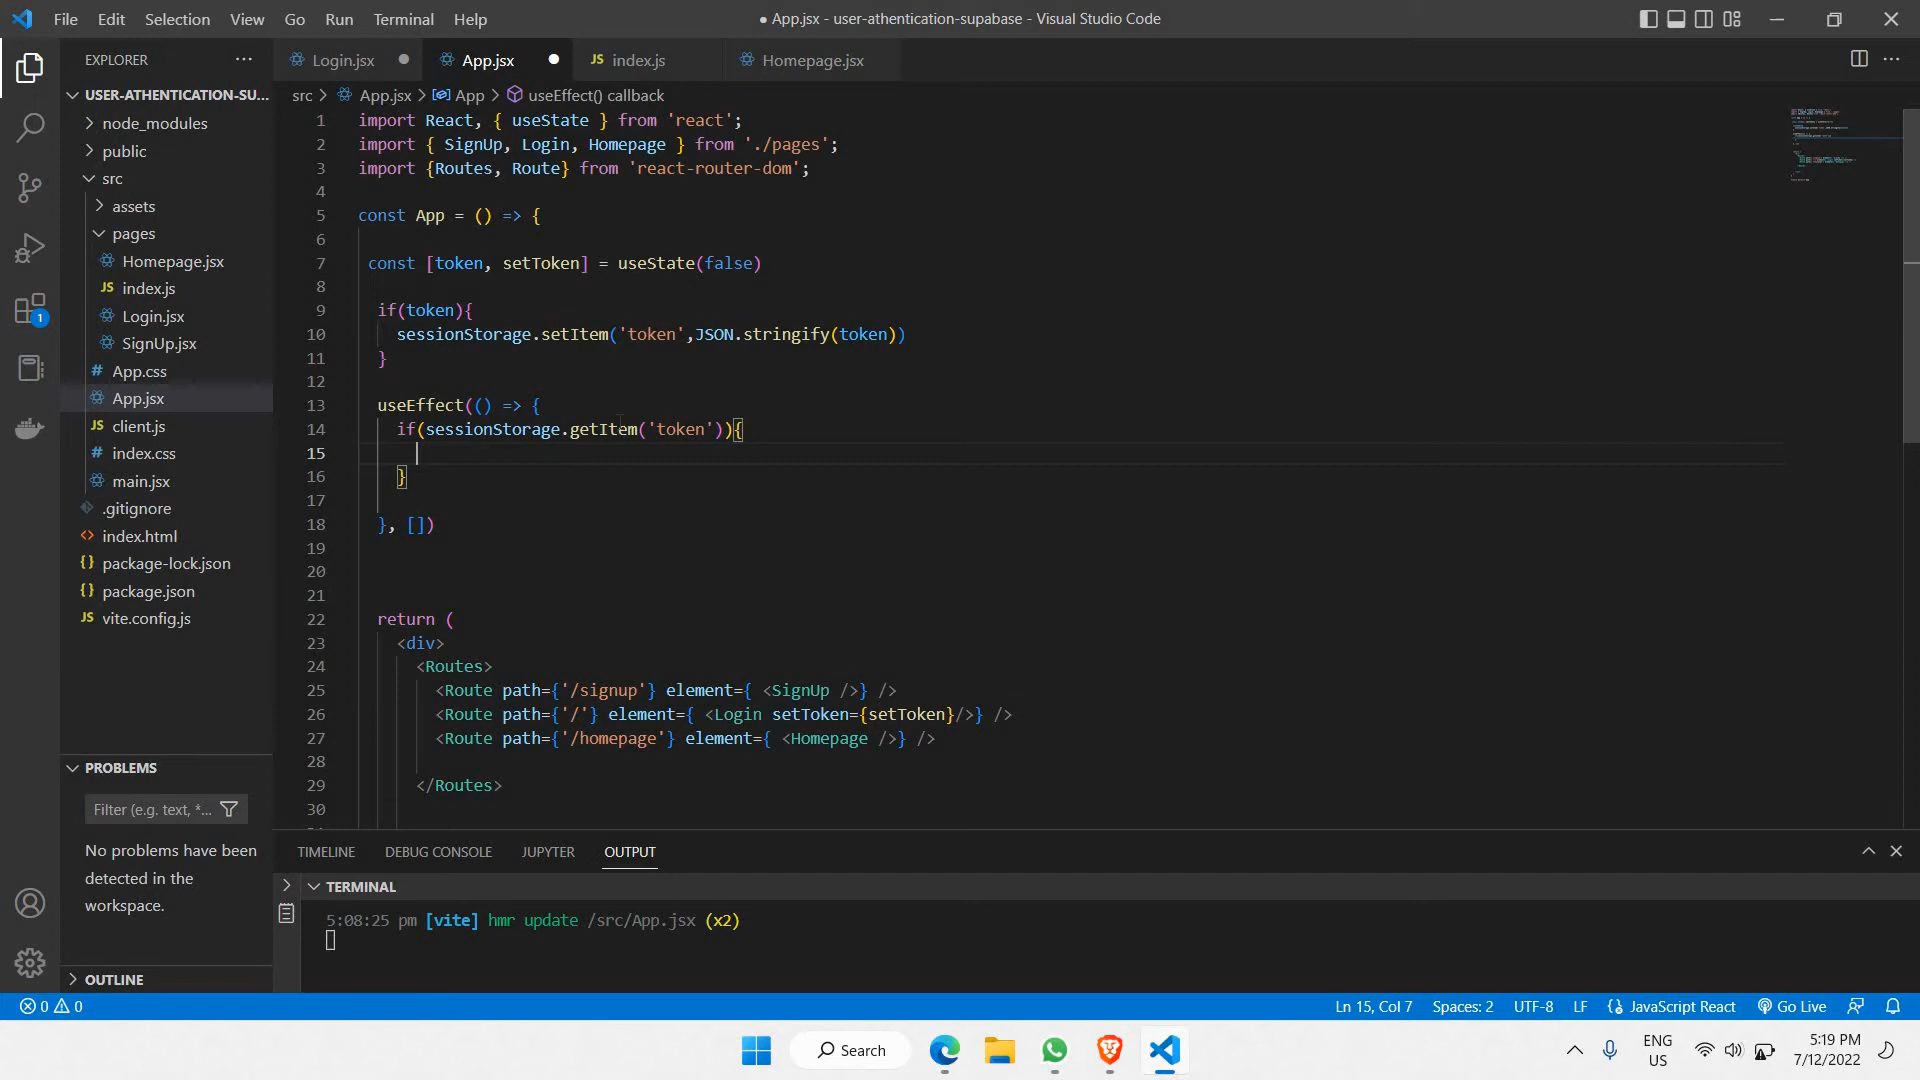 File Edit Selection View Go Run Terminal Help
● App.jsx - user-athentication-supabase - Visual Studio Code
EXPLORER
USER-ATHENTICATION-SU...
node_modules
public
src
assets
pages
Homepage.jsx
JS index.js
Login.jsx
SignUp.jsx
# App.css
App.jsx
JS client.js
# index.css
main.jsx
.gitignore
<> index.html
{} package-lock.json
{} package.json
JS vite.config.js
PROBLEMS
Filter (e.g. text, *...
No problems have been
detected in the
workspace.
OUTLINE
1
Login.jsx ● App.jsx ● JS index.js Homepage.jsx
src > App.jsx > App > useEffect() callback
1 import React, { useState } from 'react';
2 import { SignUp, Login, Homepage } from './pages';
3 import {Routes, Route} from 'react-router-dom';
4
5 const App = () => {
6
7 const [token, setToken] = useState(false)
8
9 if(token){
10 sessionStorage.setItem('token',JSON.stringify(token))
11 }
12
13 useEffect(() => {
14 if(sessionStorage.getItem('token')){
15
16 }
17
18 }, [])
19
20
21
22 return (
23 <div>
24 <Routes>
25 <Route path={'/signup'} element={ <SignUp />} />
26 <Route path={'/'} element={ <Login setToken={setToken}/>} />
27 <Route path={'/homepage'} element={ <Homepage />} />
28
29 </Routes>
30
TIMELINE DEBUG CONSOLE JUPYTER OUTPUT
TERMINAL
5:08:25 pm [vite] hmr update /src/App.jsx (x2)
0 0 Ln 15, Col 7 Spaces: 2 UTF-8 LF {} JavaScript React Go Live
Search
ENG
US
5:19 PM
7/12/2022